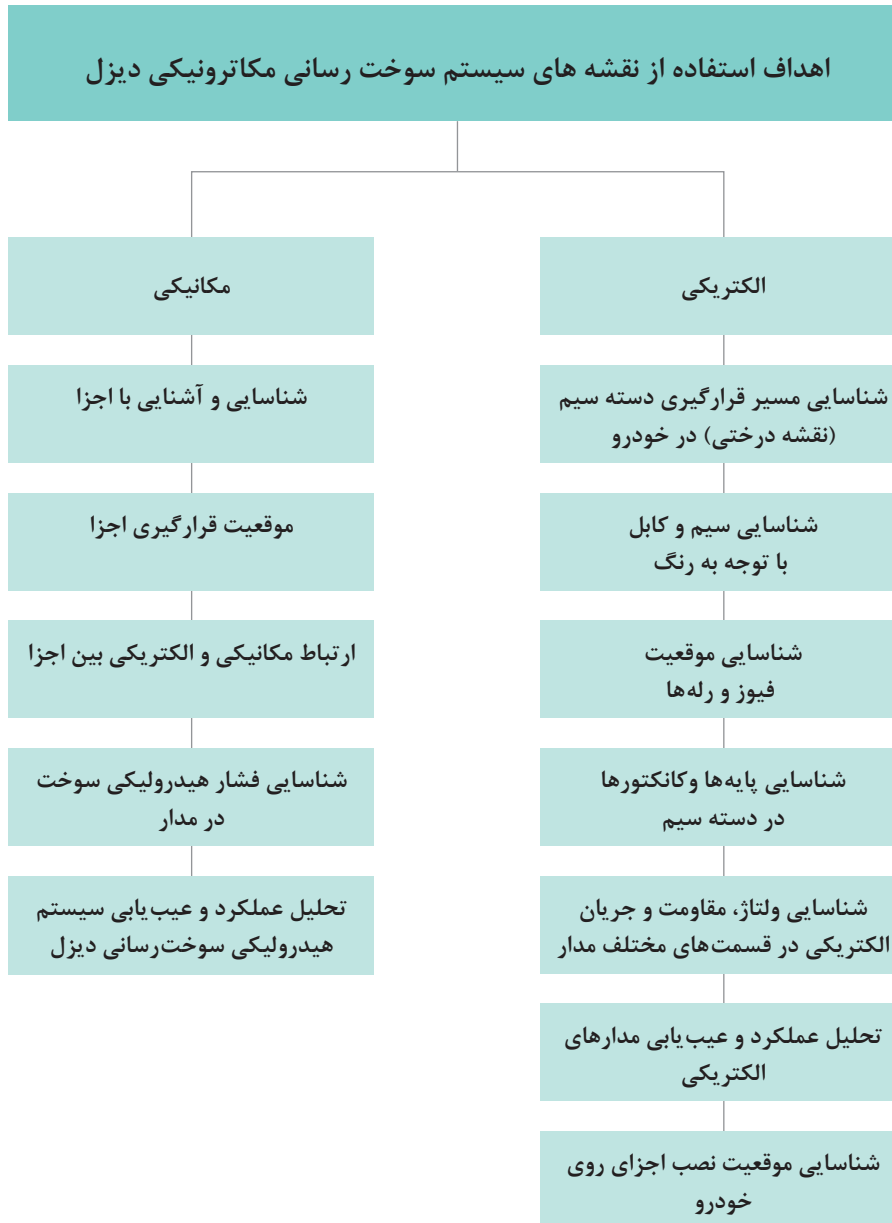 اهداف استفاده از نقشه های سیستم سوخت رسانی مکاترونیکی دیزل
الکتریکی
شناسایی مسیر قرارگیری دسته سیم
(نقشه درختی) در خودرو
شناسایی سیم و کابل
با توجه به رنگ
شناسایی موقعیت
فیوز و رله‌ها
شناسایی پایه‌ها وکانکتورها
در دسته سیم
شناسایی ولتاژ، مقاومت و جریان
الکتریکی در قسمت‌های مختلف مدار
تحلیل عملکرد و عیب‌یابی مدارهای
الکتریکی
شناسایی موقعیت نصب اجزای روی
خودرو
مکانیکی
شناسایی و آشنایی با اجزا
موقعیت قرارگیری اجزا
ارتباط مکانیکی و الکتریکی بین اجزا
شناسایی فشار هیدرولیکی سوخت
در مدار
تحلیل عملکرد و عیب‌یابی سیستم
هیدرولیکی سوخت‌رسانی دیزل